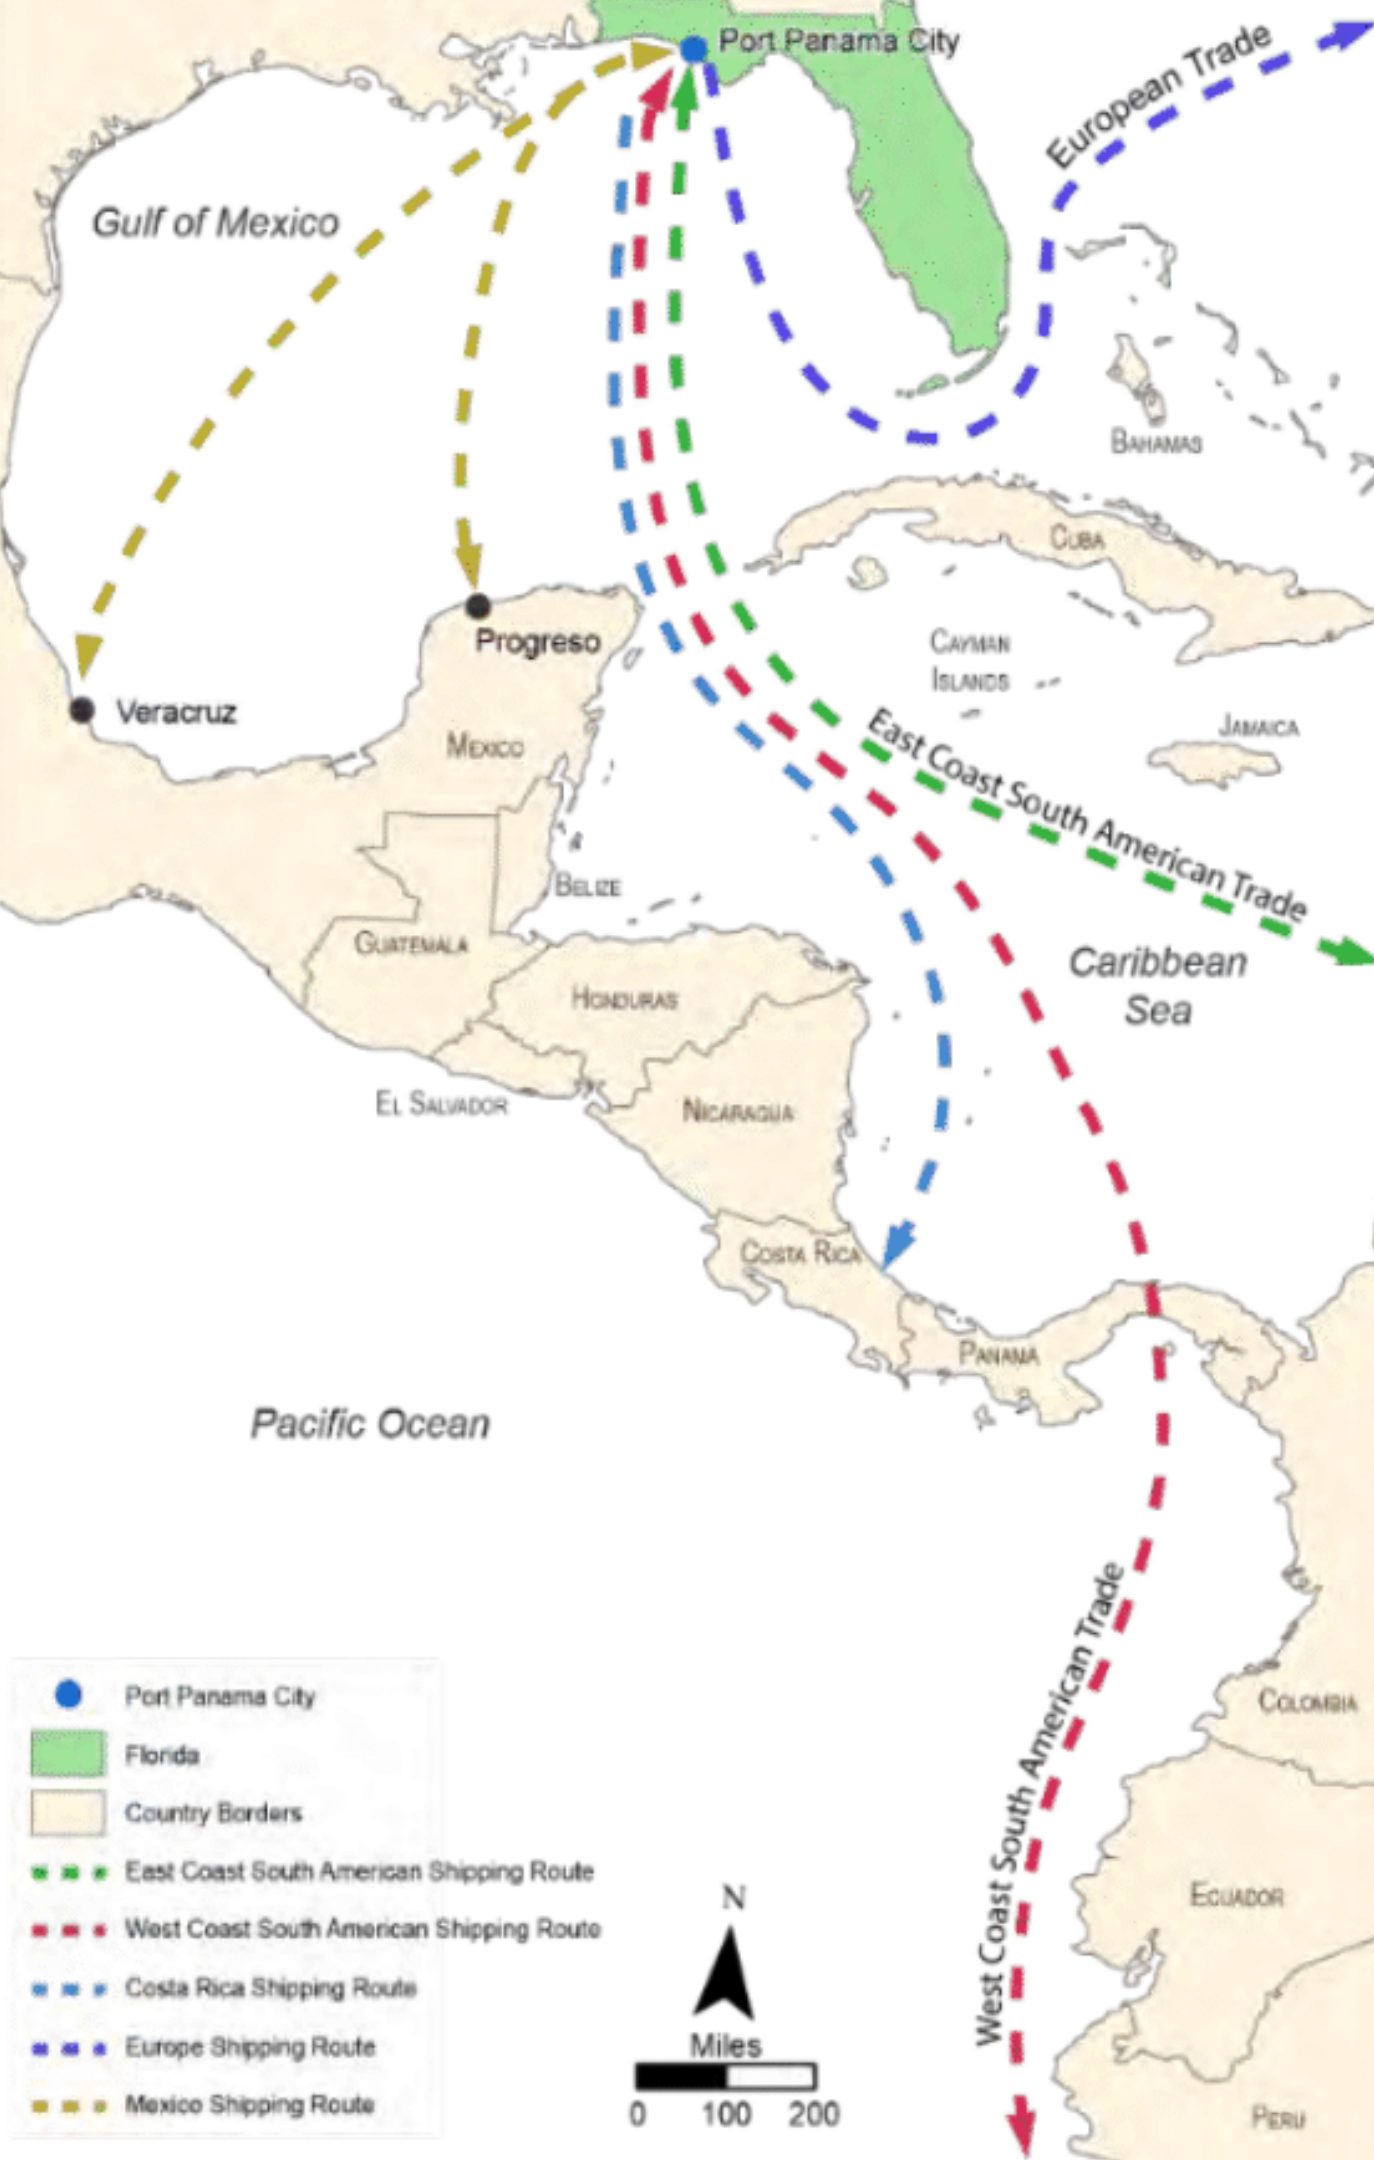 Port Panama City
European Trade
Gulf of Mexico
BAHAMAS
CUBA
Progreso
CAYMAN
ISLANDS
Veracruz
MEXICO
JAMAICA
East Coast South American Trade
BELIZE
GUATEMALA
Caribbean
Sea
HONDURAS
EL SALVADOR
NICARAGUA
COSTA RICA
PANAMA
Pacific Ocean
West Coast South American Trade
COLOMBIA
ECUADOR
PERU
Port Panama City
Florida
Country Borders
East Coast South American Shipping Route
West Coast South American Shipping Route
Costa Rica Shipping Route
Europe Shipping Route
Mexico Shipping Route
N
Miles
0 100 200